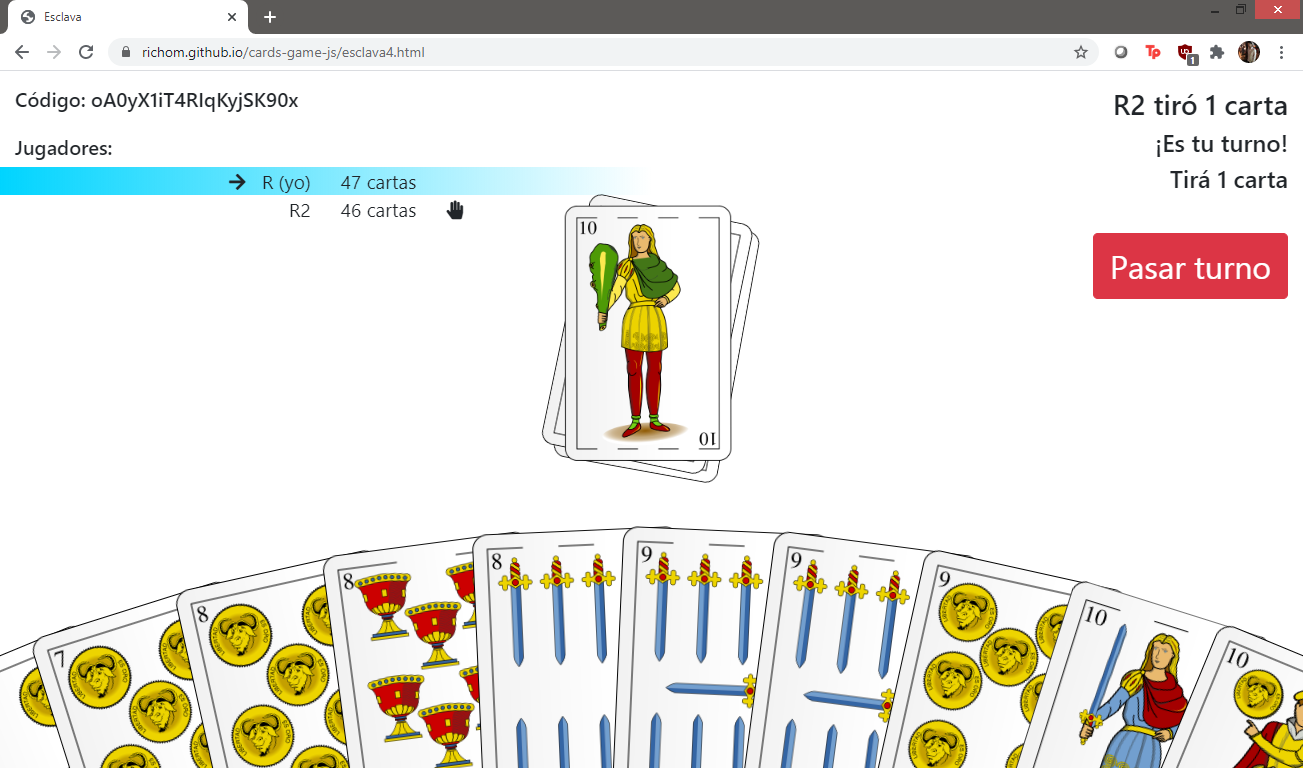 Esclava
richom.github.io/cards-game-js/esclava4.html
Tp
1
Código: oA0yX1iT4RIqKyjSK90x
R2 tiró 1 carta
Jugadores:
¡Es tu turno!
R (yo) 47 cartas
Tirá 1 carta
R2 46 cartas
Pasar turno
10
10
7
8
8
8
9
9
9
10
10